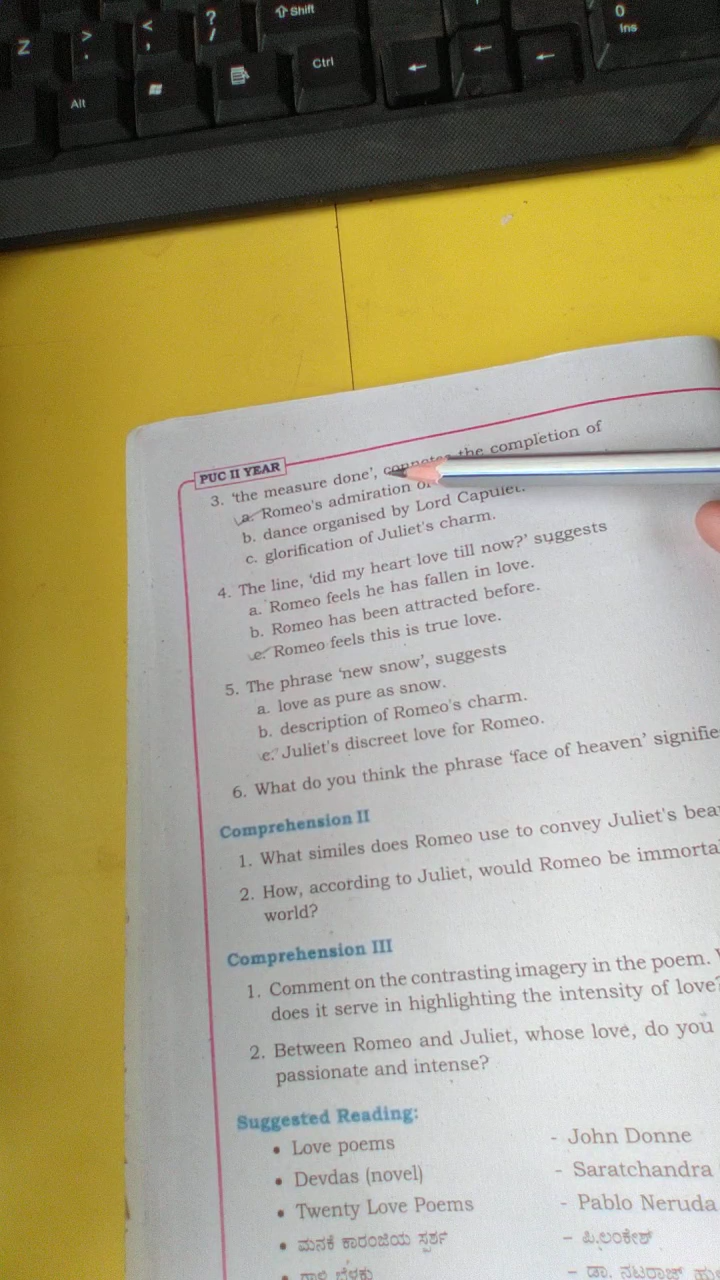 Shift
Z
>
.
<
,
?
/
0
Ins
Alt
Ctrl
PUC II YEAR
3. 'the measure done', connotes the completion of
a. Romeo's admiration
b. dance organised by Lord Capulet.
c. glorification of Juliet's charm.
4. The line, 'did my heart love till now?' suggests
a. Romeo feels he has fallen in love.
b. Romeo has been attracted before.
c. Romeo feels this is true love.
5. The phrase 'new snow', suggests
a. love as pure as snow.
b. description of Romeo's charm.
c. Juliet's discreet love for Romeo.
6. What do you think the phrase 'face of heaven' signifie
Comprehension II
1. What similes does Romeo use to convey Juliet's bea
2. How, according to Juliet, would Romeo be immorta
world?
Comprehension III
1. Comment on the contrasting imagery in the poem.
does it serve in highlighting the intensity of love?
2. Between Romeo and Juliet, whose love, do you
passionate and intense?
Suggested Reading:
• Love poems - John Donne
• Devdas (novel) - Saratchandra
• Twenty Love Poems - Pablo Neruda
• ಮನಕೆ ಕಾರಂಜಿಯ ಸ್ಪರ್ಶ - ಪಿ.ಲಂಕೇಶ್
• - ಡಾ. ನಟರಾಜ್